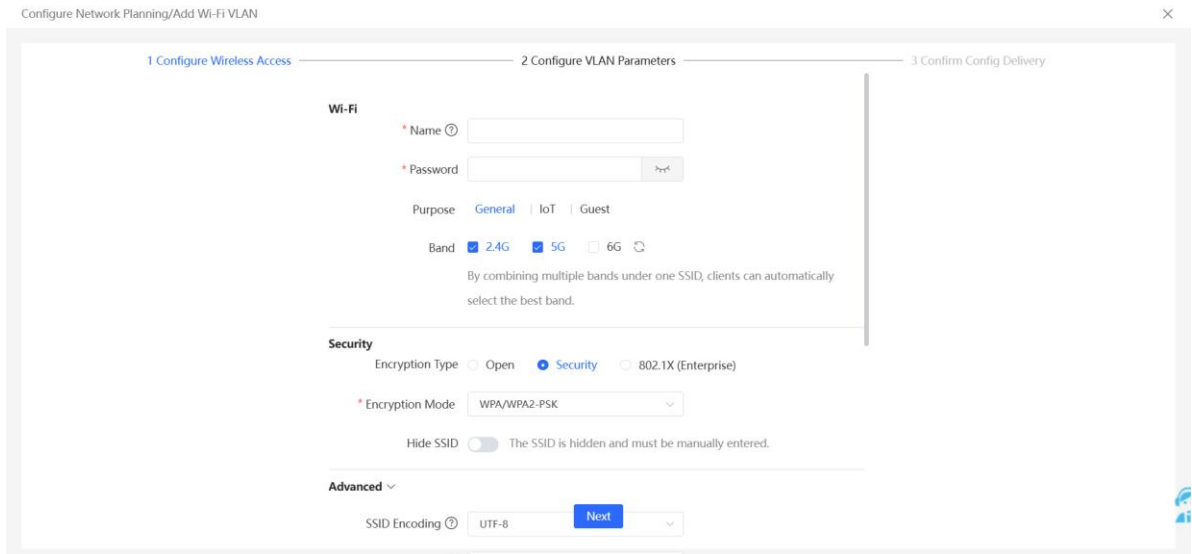 Configure Network Planning/Add Wi-Fi VLAN
1 Configure Wireless Access 2 Configure VLAN Parameters 3 Confirm Config Delivery
Wi-Fi
* Name
* Password
Purpose General | IoT | Guest
Band 2.4G 5G 6G
By combining multiple bands under one SSID, clients can automatically
select the best band.
Security
Encryption Type Open Security 802.1X (Enterprise)
* Encryption Mode WPA/WPA2-PSK
Hide SSID The SSID is hidden and must be manually entered.
Advanced
SSID Encoding UTF-8
Next